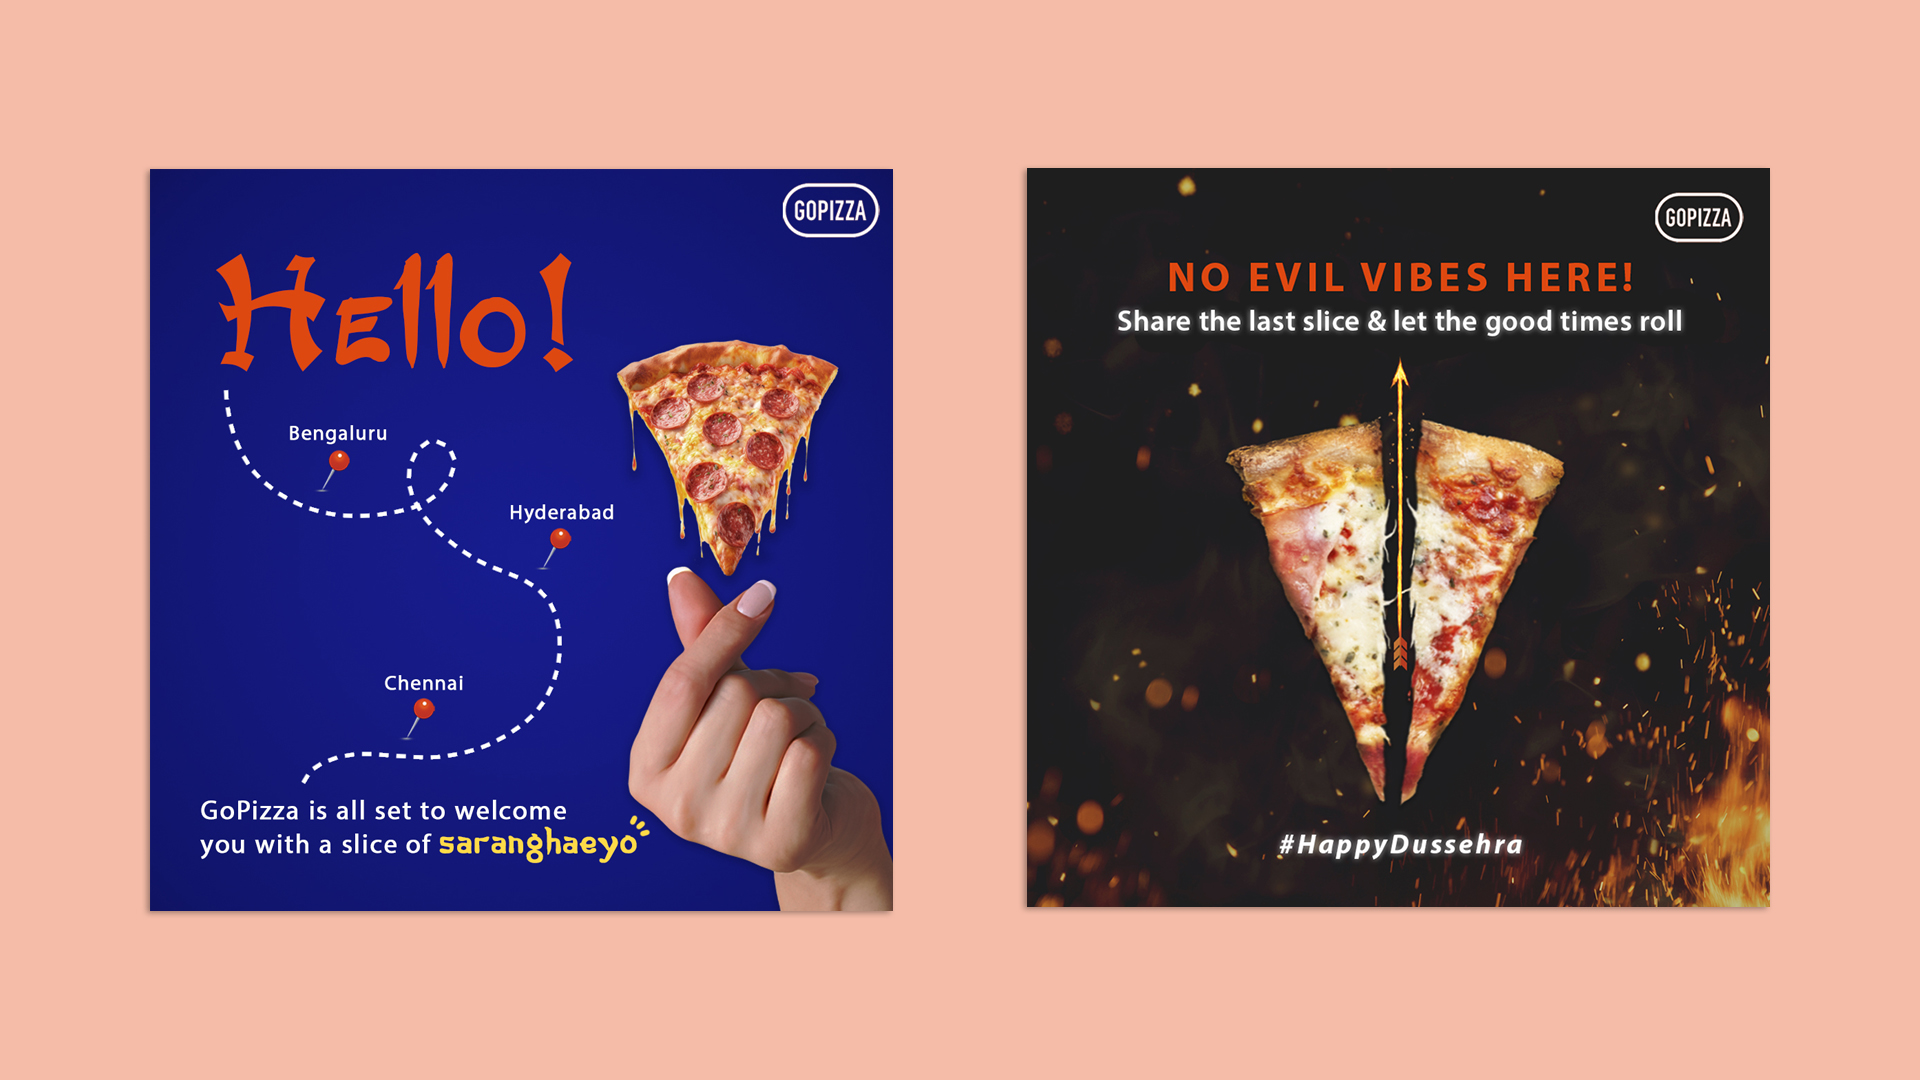 GOPIZZA
Hello!
Bengaluru
Hyderabad
Chennai
GoPizza is all set to welcome
you with a slice of saranghaeyo
GOPIZZA
NO EVIL VIBES HERE!
Share the last slice & let the good times roll
#HappyDussehra